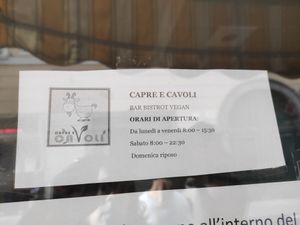 CAPRE E CAVOLI
BAR BISTROT VEGAN
ORARI DI APERTURA:
Da lunedì a venerdì 8:00 – 15:30
Sabato 8:00 – 22:30
Domenica riposo
CAPRE E
CAVOLI
all'interno del